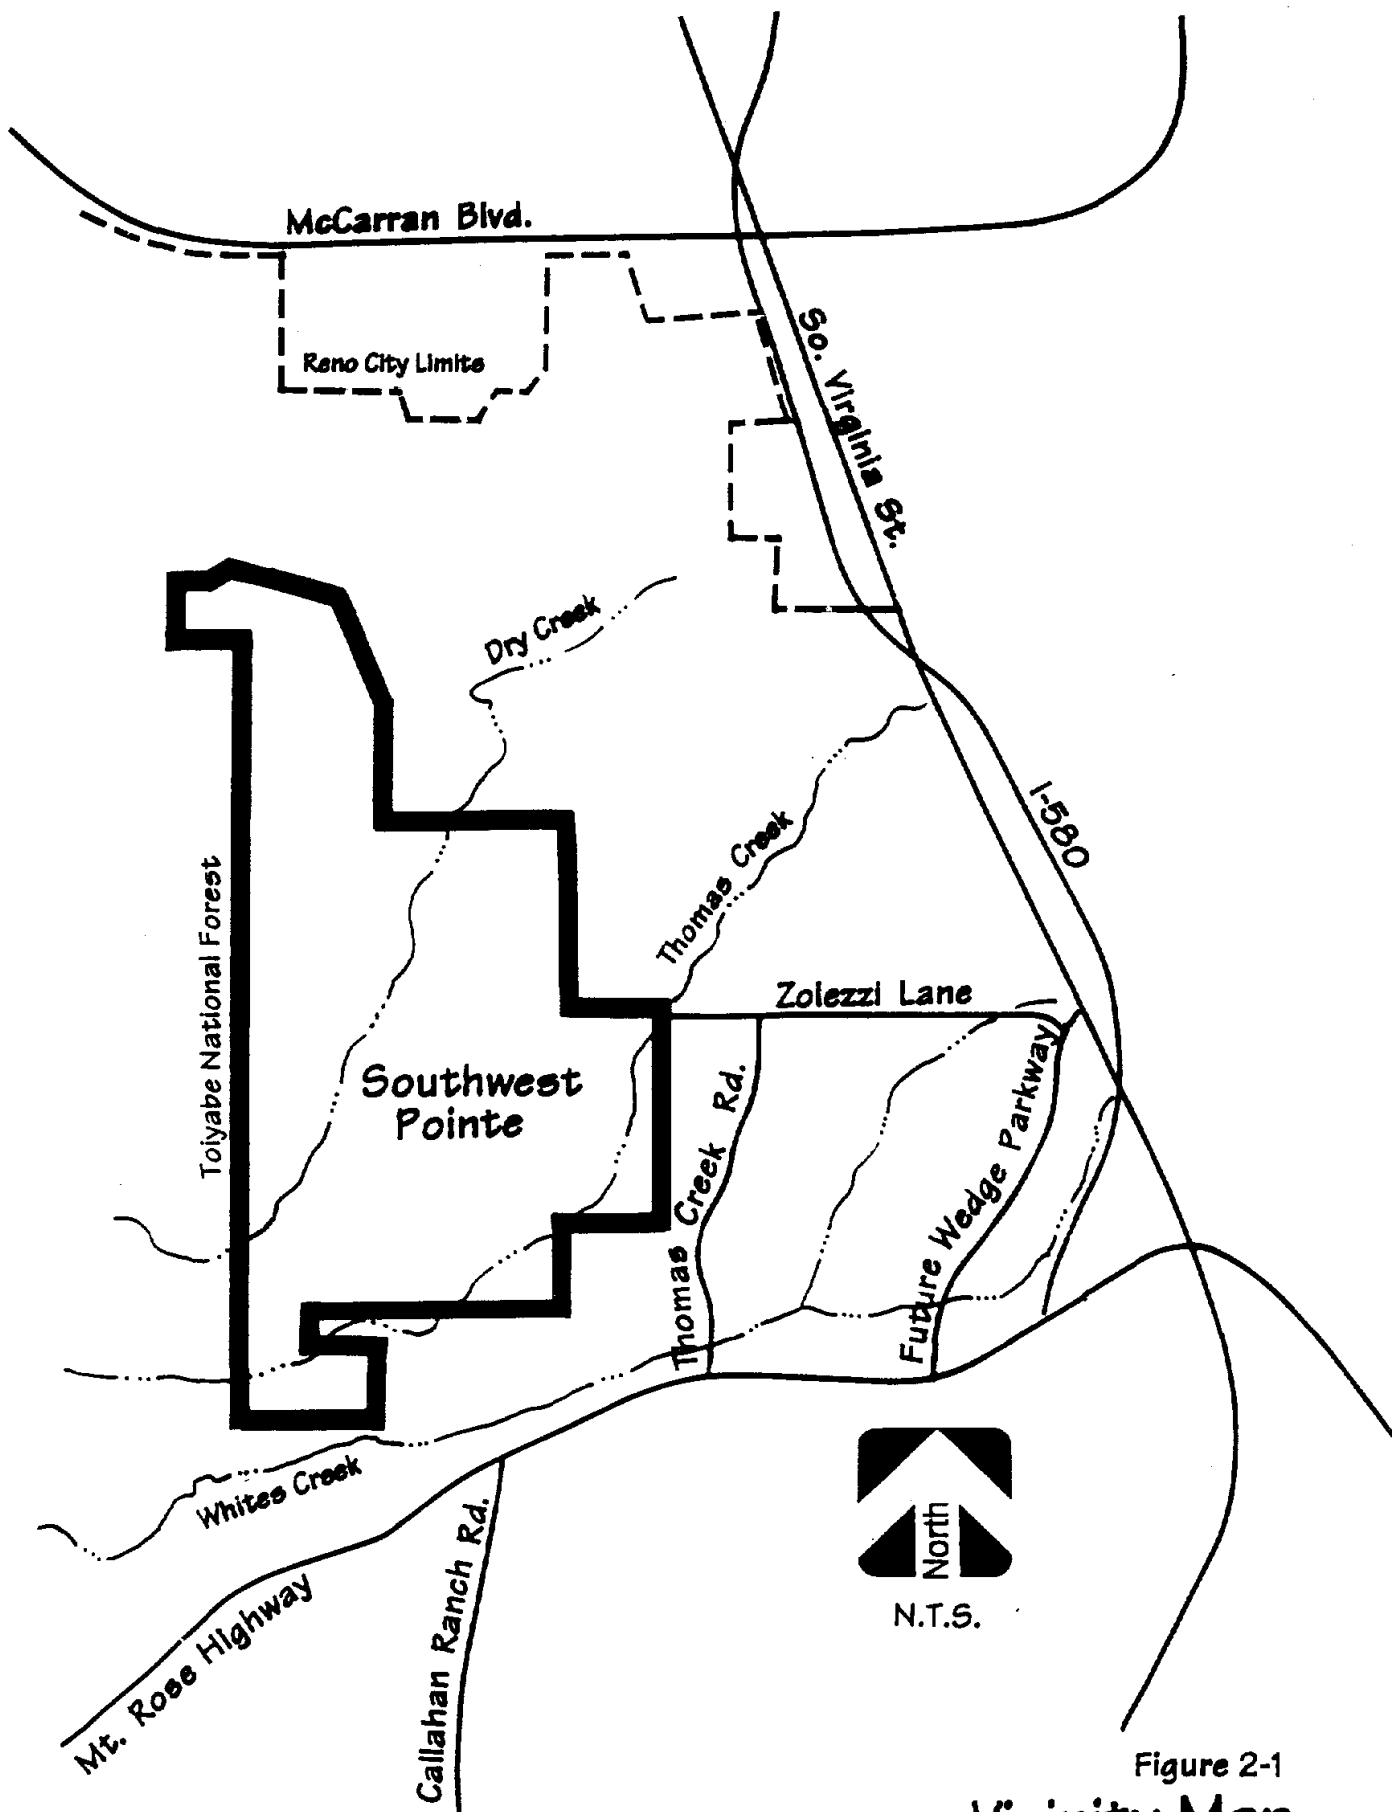 McCarran Blvd.
Reno City Limits
So. Virginia St.
Dry Creek
I-580
Thomas Creek
Toiyabe National Forest
Zolezzi Lane
Southwest
Pointe
Thomas Creek Rd.
Future Wedge Parkway
Whites Creek
North
N.T.S.
Mt. Rose Highway
Callahan Ranch Rd.
Figure 2-1
Vicinity Map